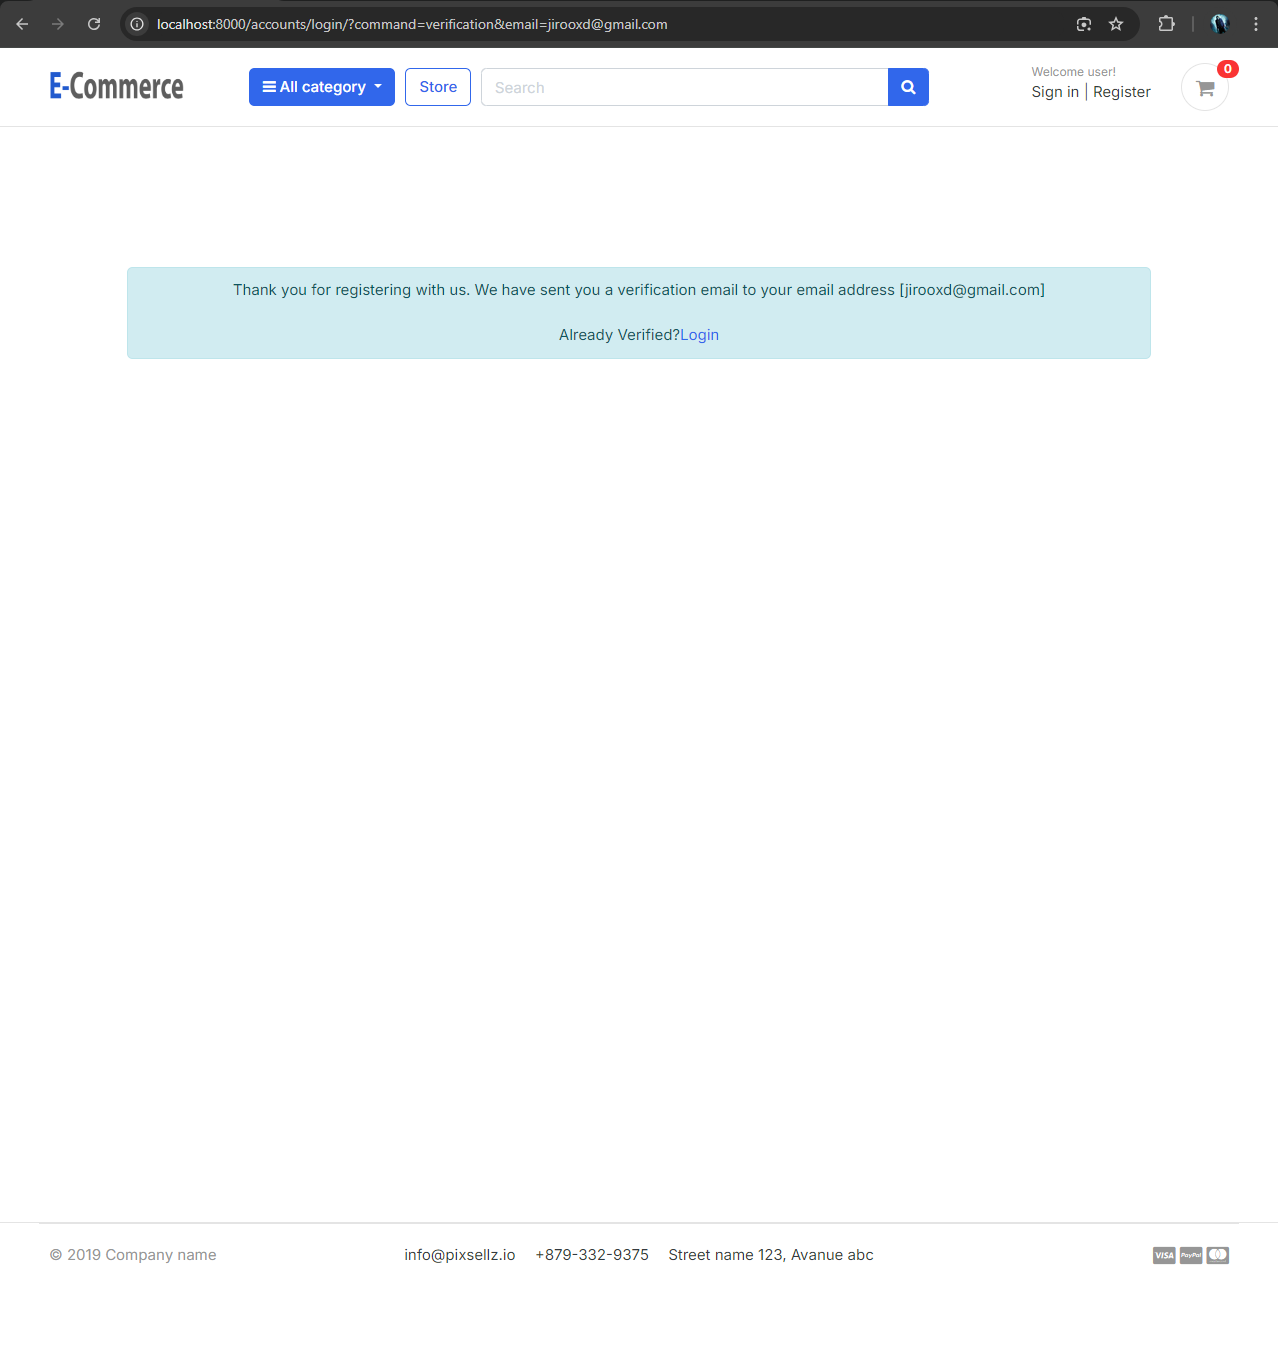 localhost:8000/accounts/login/?command=verification&email=jirooxd@gmail.com
E-Commerce
All category
Store
Search
Welcome user!
Sign in | Register
0
Thank you for registering with us. We have sent you a verification email to your email address [jirooxd@gmail.com]
Already Verified?Login
© 2019 Company name
info@pixsellz.io
+879-332-9375
Street name 123, Avanue abc
VISA
PayPal